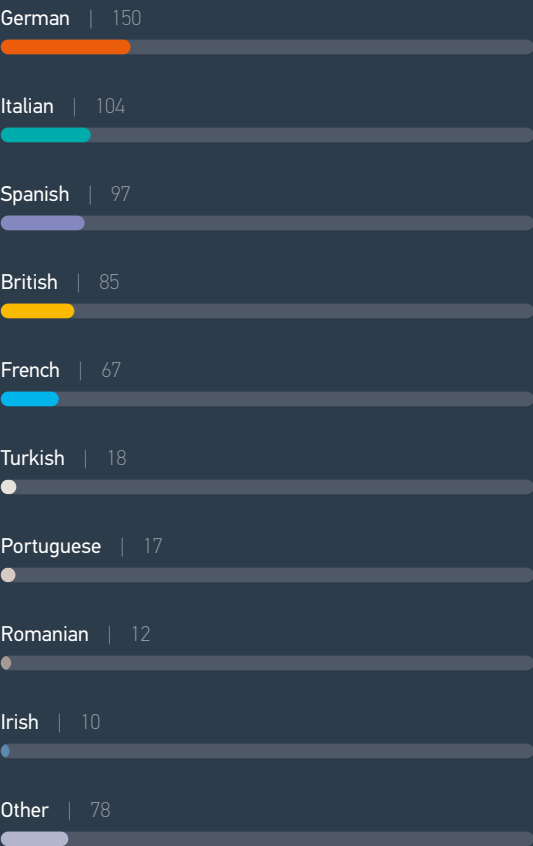 German | 150
Italian | 104
Spanish | 97
British | 85
French | 67
Turkish | 18
Portuguese | 17
Romanian | 12
Irish | 10
Other | 78